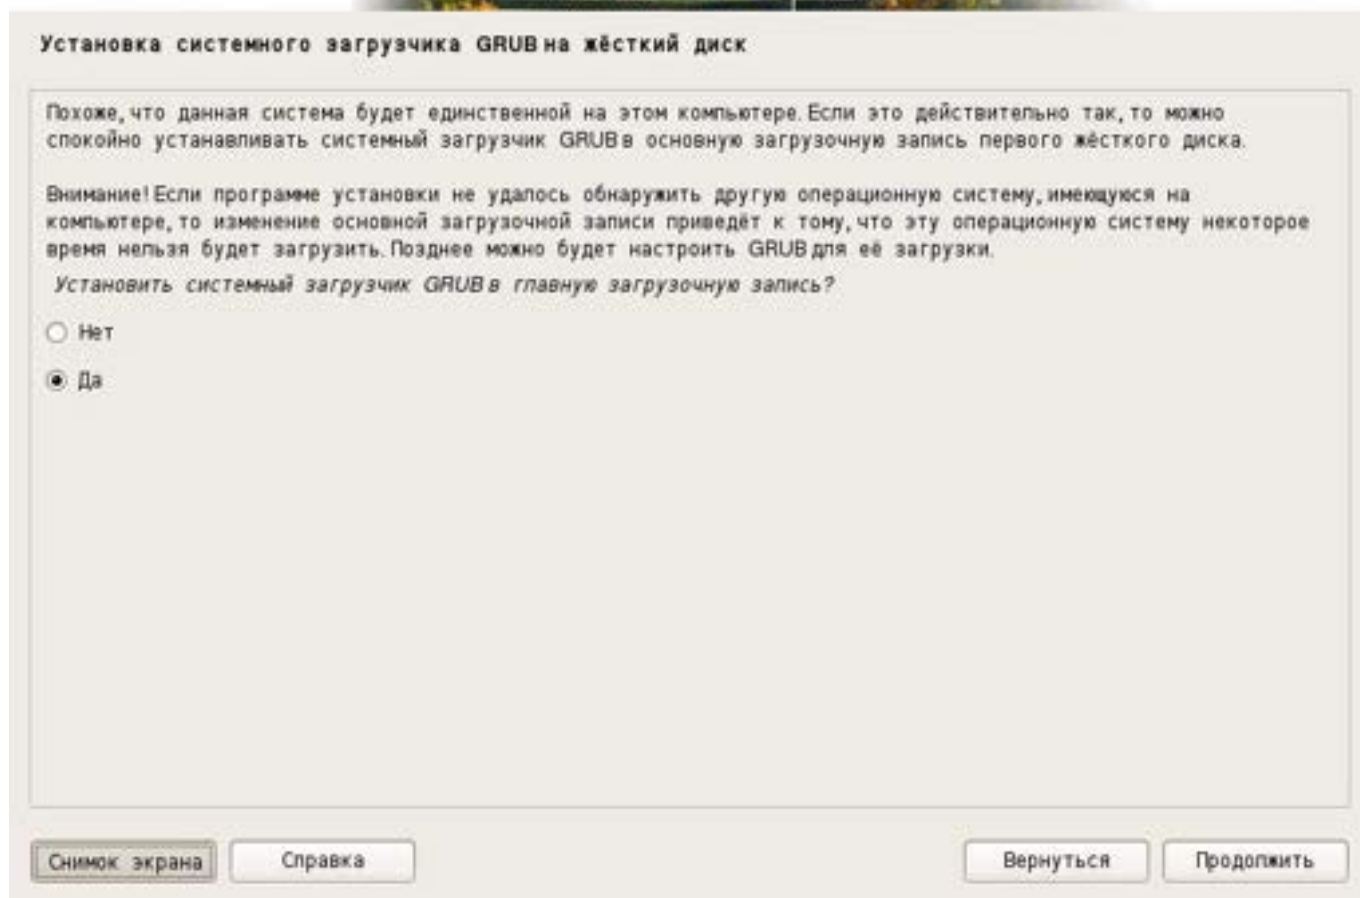 Установка системного загрузчика GRUB на жёсткий диск
Похоже, что данная система будет единственной на этом компьютере. Если это действительно так, то можно
спокойно устанавливать системный загрузчик GRUB в основную загрузочную запись первого жёсткого диска.
Внимание! Если программе установки не удалось обнаружить другую операционную систему, имеющуюся на
компьютере, то изменение основной загрузочной записи приведёт к тому, что эту операционную систему некоторое
время нельзя будет загрузить. Позднее можно будет настроить GRUB для её загрузки.
Установить системный загрузчик GRUB в главную загрузочную запись?
Нет
Да
Снимок экрана Справка Вернуться Продолжить